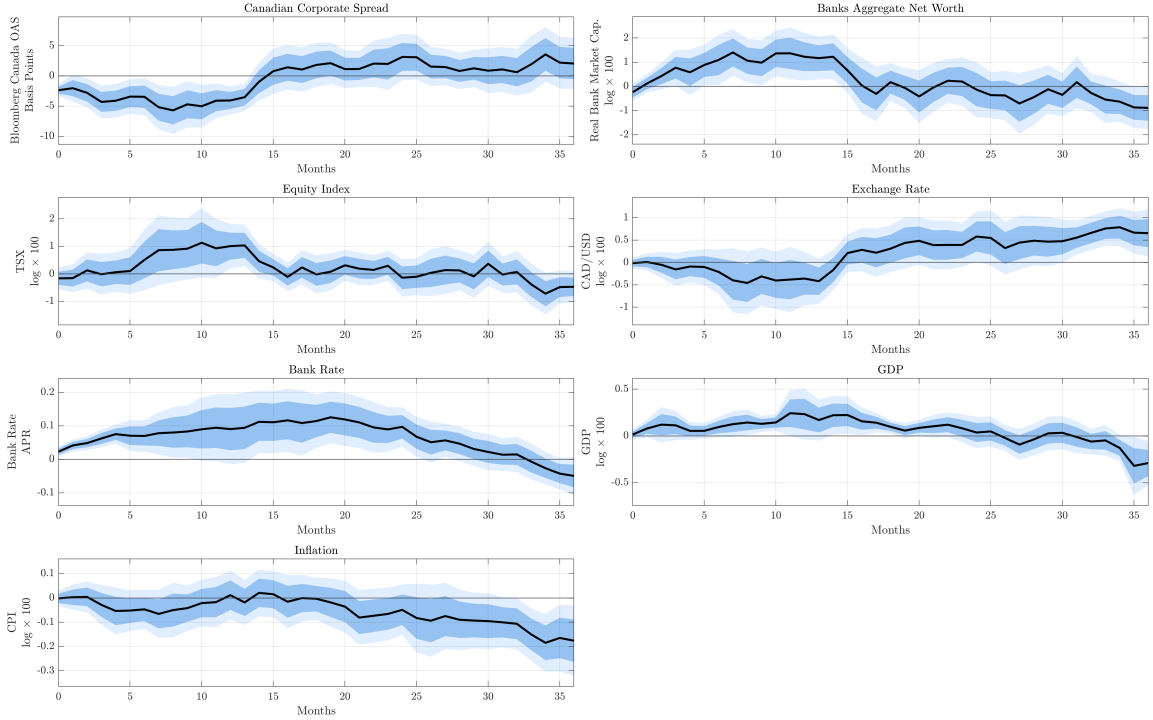 Canadian Corporate Spread
Bloomberg Canada OAS
Basis Points
5
0
-5
-10
0 5 10 15 20 25 30 35
Months
Banks Aggregate Net Worth
Real Bank Market Cap.
log × 100
2
1
0
-1
-2
0 5 10 15 20 25 30 35
Months
Equity Index
TSX
log × 100
2
1
0
-1
0 5 10 15 20 25 30 35
Months
Exchange Rate
CAD/USD
log × 100
1
0.5
0
-0.5
-1
0 5 10 15 20 25 30 35
Months
Bank Rate
Bank Rate
APR
0.2
0.1
0
-0.1
0 5 10 15 20 25 30 35
Months
GDP
GDP
log × 100
0.5
0
-0.5
0 5 10 15 20 25 30 35
Months
Inflation
CPI
log × 100
0.1
0
-0.1
-0.2
-0.3
0 5 10 15 20 25 30 35
Months